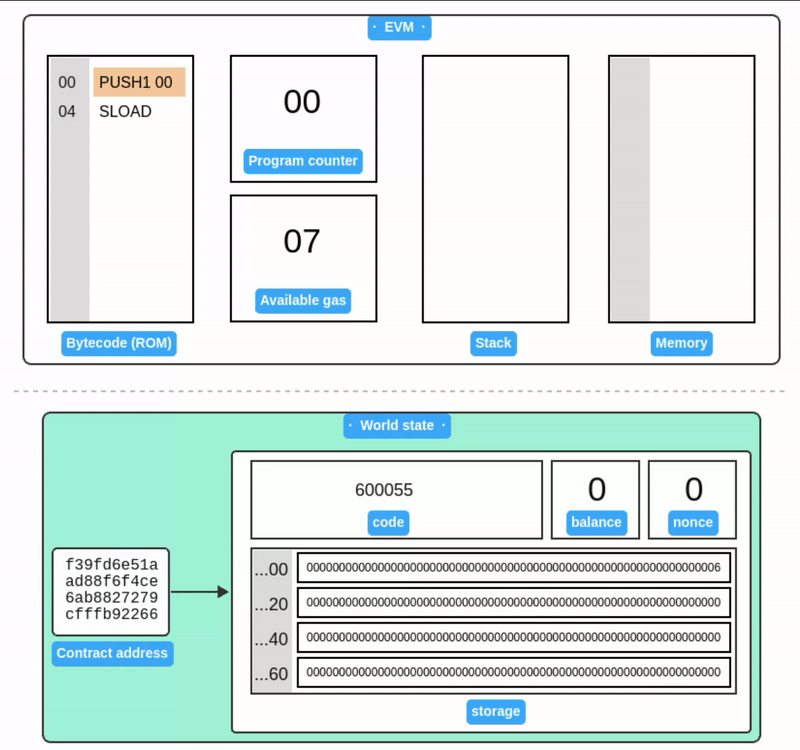 · EVM ·
00 PUSH1 00
04 SLOAD
Bytecode (ROM)
00
Program counter
07
Available gas
Stack
Memory
· World state ·
f39fd6e51a
ad88f6f4ce
6ab8827279
cfffb92266
Contract address
600055
code
0
balance
0
nonce
...00 0000000000000000000000000000000000000000000000000000000000000006
...20 0000000000000000000000000000000000000000000000000000000000000000
...40 0000000000000000000000000000000000000000000000000000000000000000
...60 0000000000000000000000000000000000000000000000000000000000000000
storage